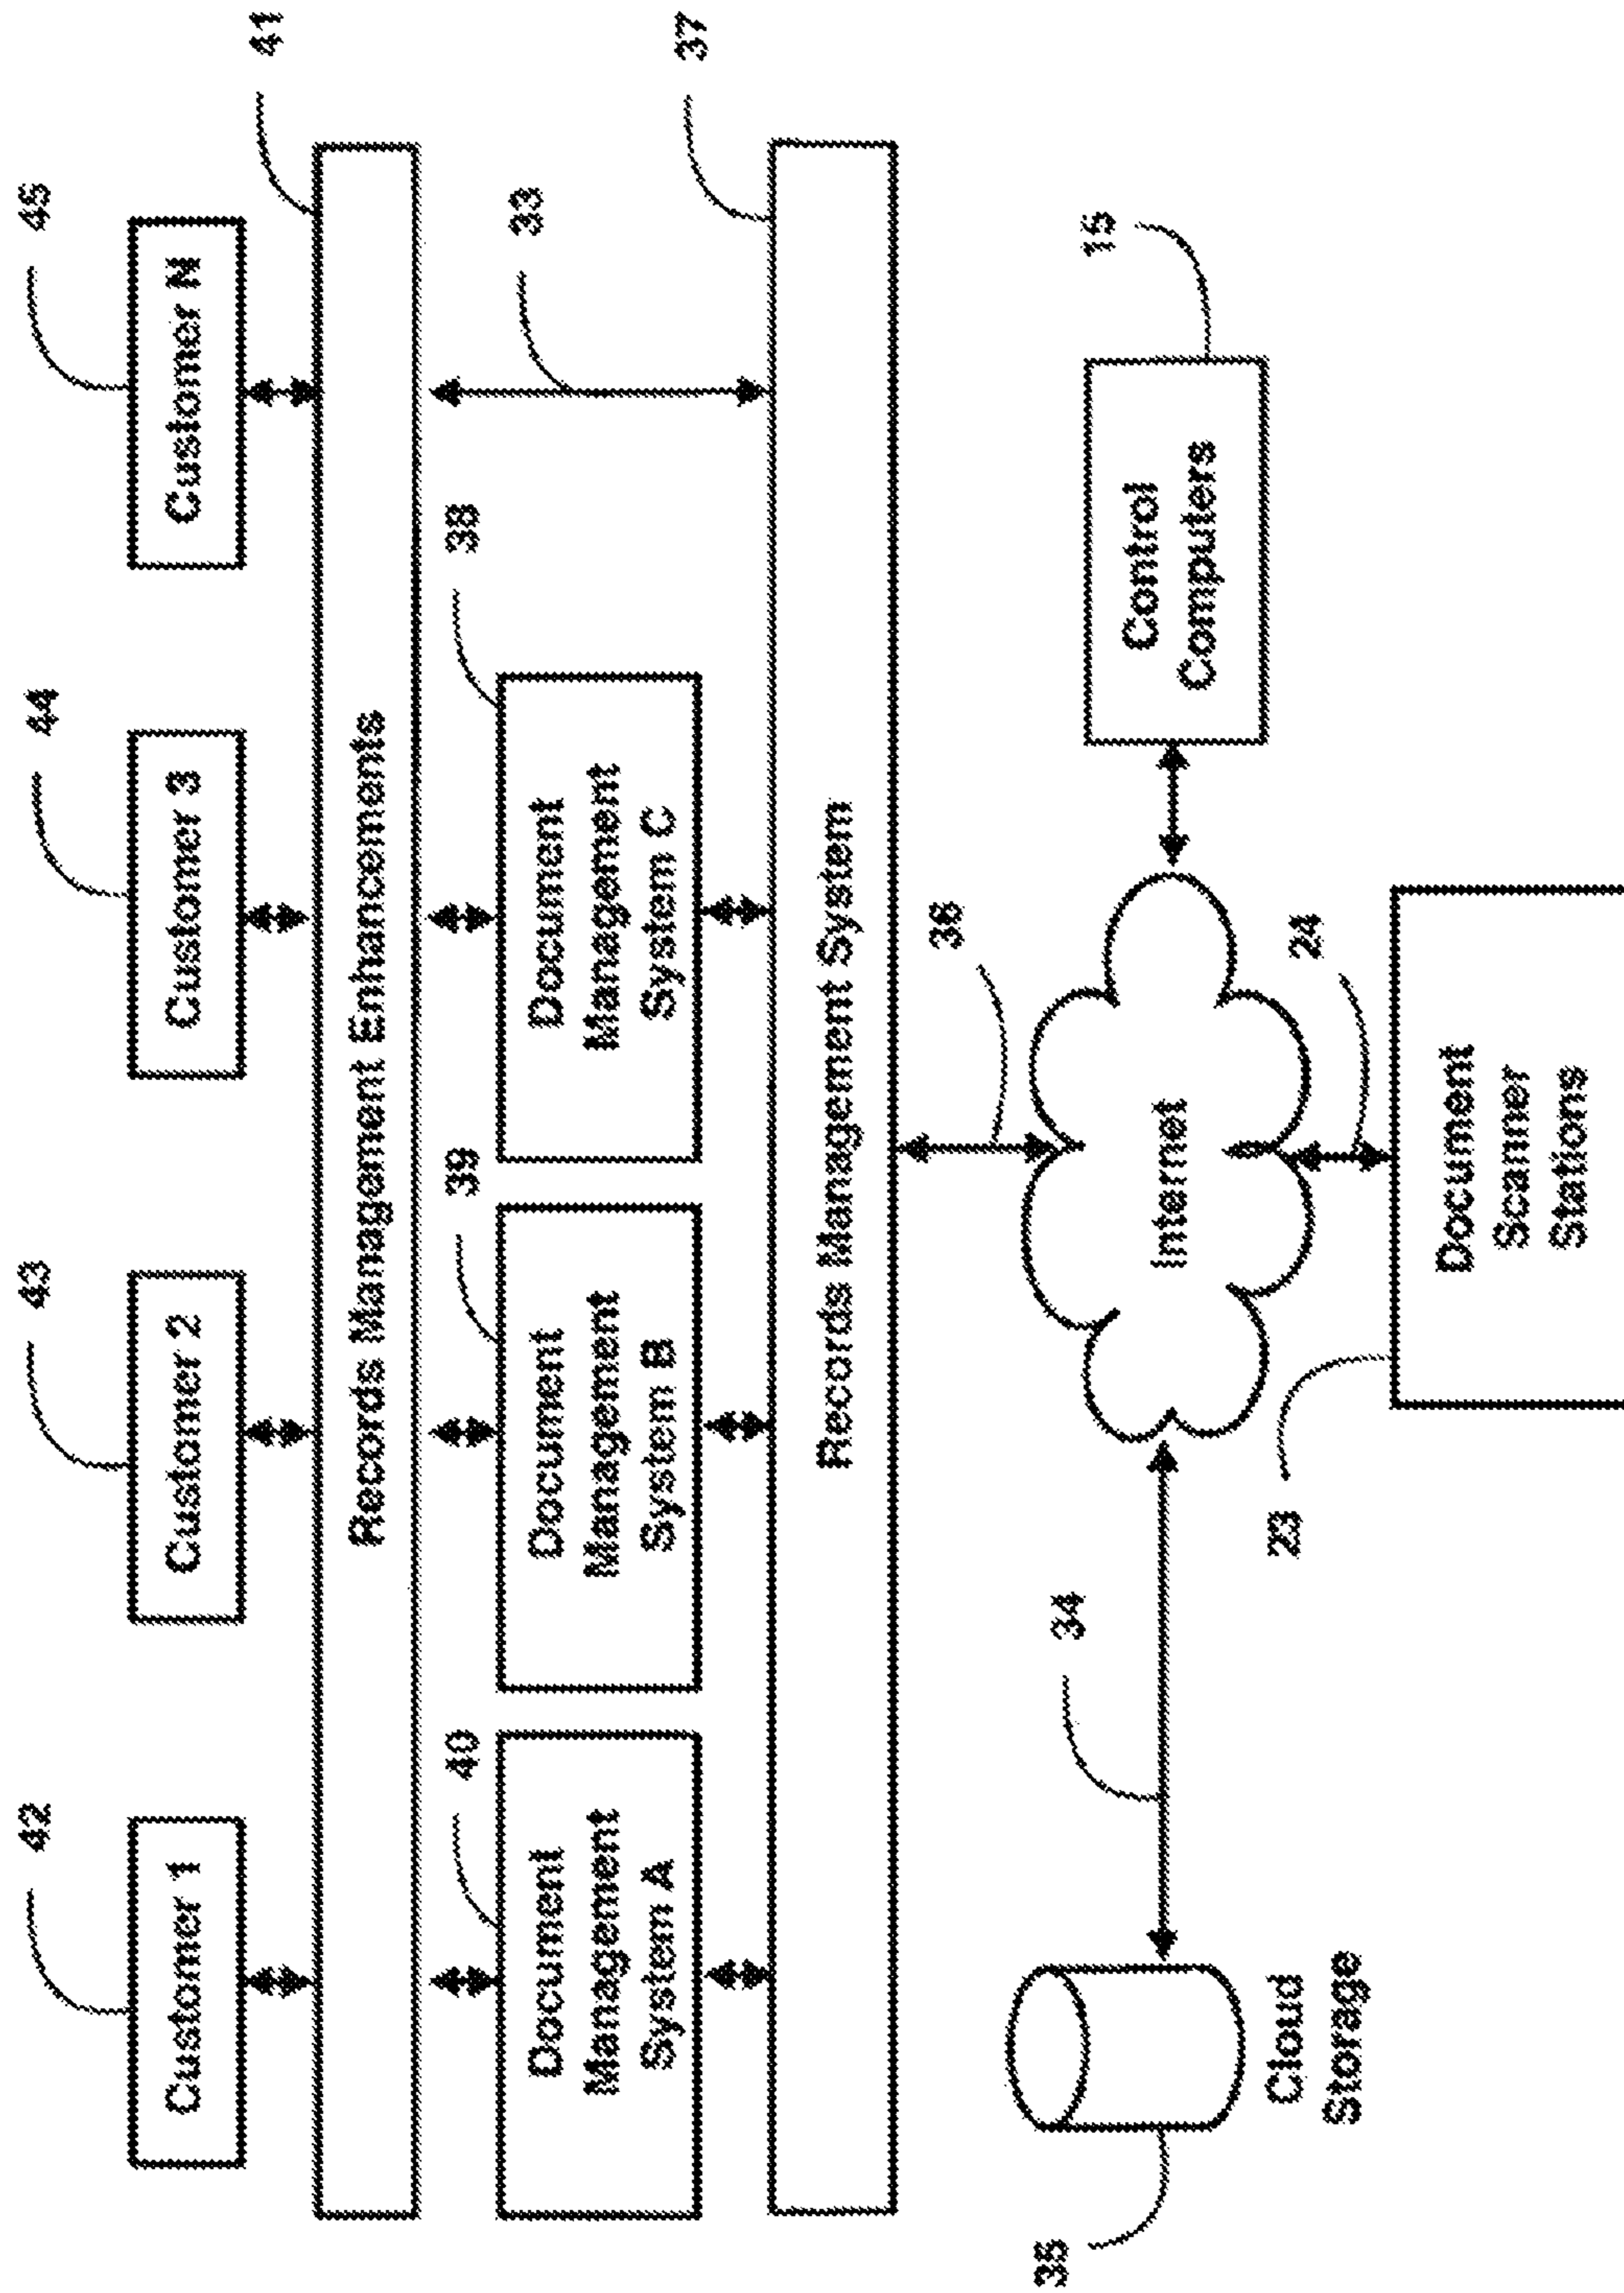 42
43
44
45
Customer 1
Customer 2
Customer 3
Customer N
41
Records Management Enhancements
40
39
38
33
Document
Management
System A
Document
Management
System B
Document
Management
System C
37
Records Management System
36
35
34
Internet
Control
Computers
15
Cloud
Storage
23
24
Document
Scanner
Stations